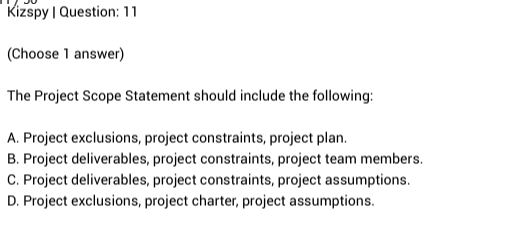 Kizspy | Question: 11
(Choose 1 answer)
The Project Scope Statement should include the following:
A. Project exclusions, project constraints, project plan.
B. Project deliverables, project constraints, project team members.
C. Project deliverables, project constraints, project assumptions.
D. Project exclusions, project charter, project assumptions.